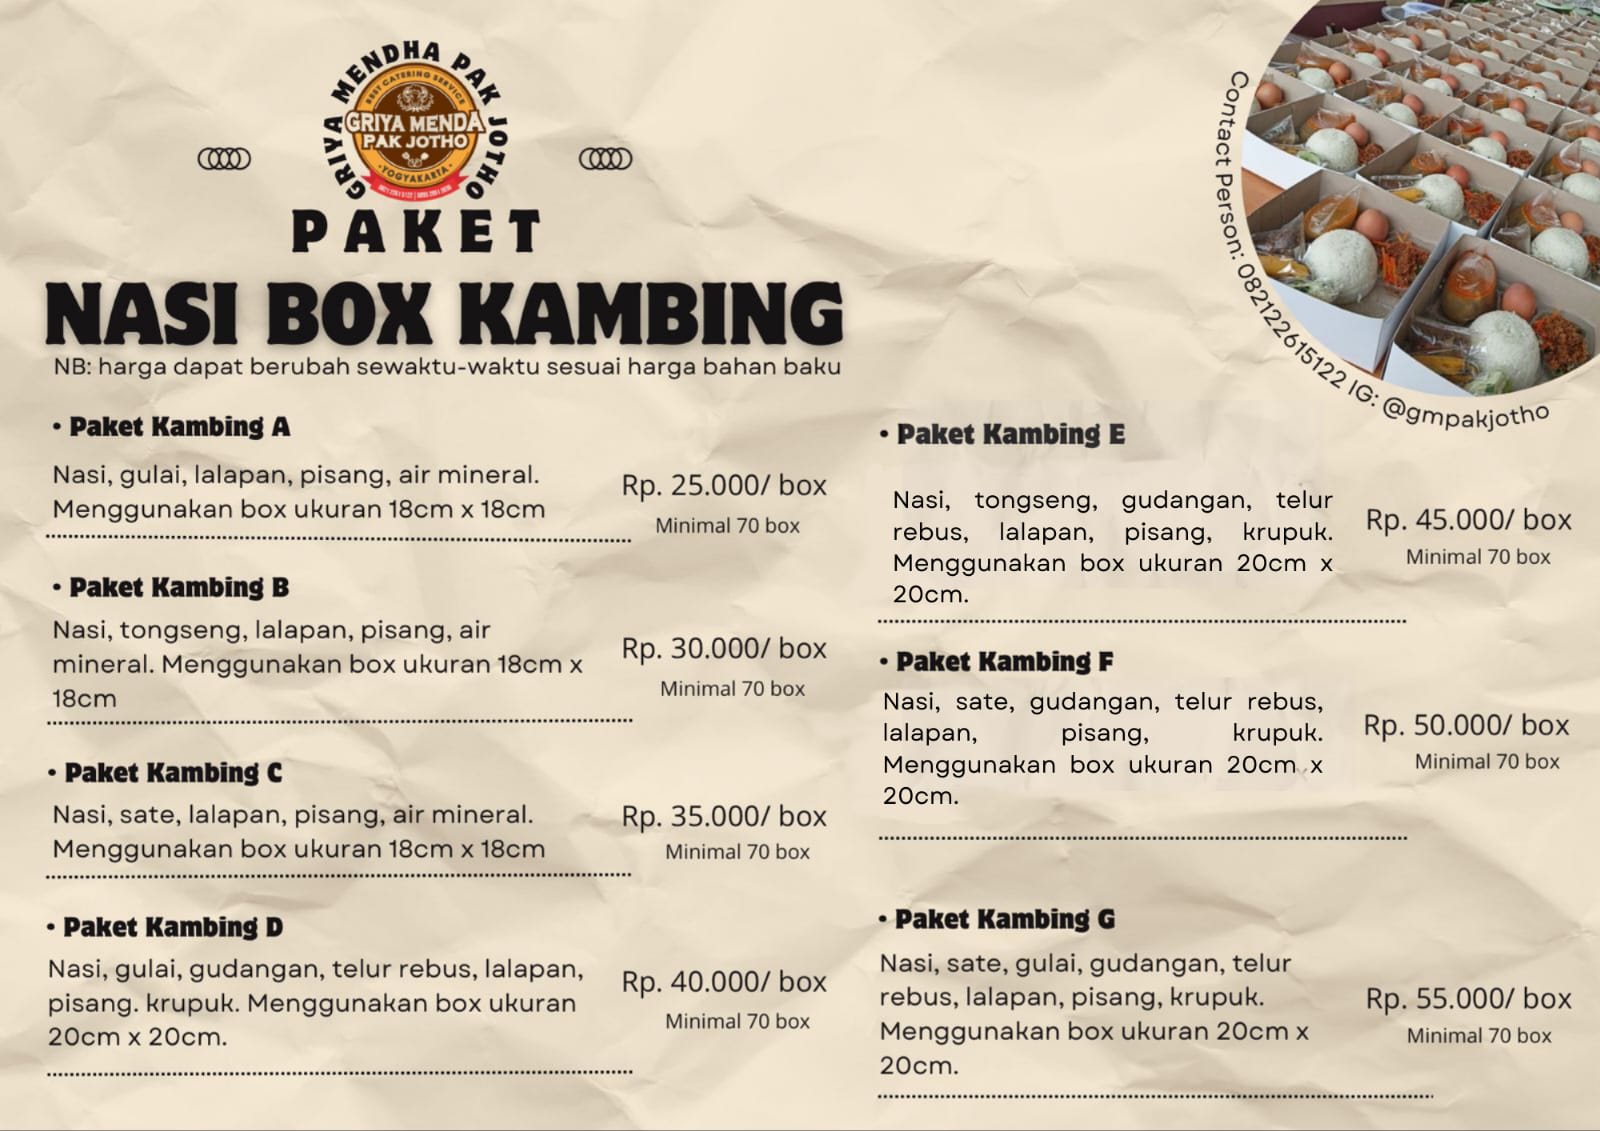 GRIYA MENDHA PAK JOTHO
BEST CATERING SERVICE
GRIYA MENDA
PAK JOTHO
YOGYAKARTA
PAKET
NASI BOX KAMBING
NB: harga dapat berubah sewaktu-waktu sesuai harga bahan baku
Contact Person: 082122615122 IG: @gmpakjotho
• Paket Kambing A
Nasi, gulai, lalapan, pisang, air mineral.
Menggunakan box ukuran 18cm x 18cm
Rp. 25.000/ box
Minimal 70 box
• Paket Kambing B
Nasi, tongseng, lalapan, pisang, air
mineral. Menggunakan box ukuran 18cm x
18cm
Rp. 30.000/ box
Minimal 70 box
• Paket Kambing C
Nasi, sate, lalapan, pisang, air mineral.
Menggunakan box ukuran 18cm x 18cm
Rp. 35.000/ box
Minimal 70 box
• Paket Kambing D
Nasi, gulai, gudangan, telur rebus, lalapan,
pisang. krupuk. Menggunakan box ukuran
20cm x 20cm.
Rp. 40.000/ box
Minimal 70 box
• Paket Kambing E
Nasi, tongseng, gudangan, telur
rebus, lalapan, pisang, krupuk.
Menggunakan box ukuran 20cm x
20cm.
Rp. 45.000/ box
Minimal 70 box
• Paket Kambing F
Nasi, sate, gudangan, telur rebus,
lalapan, pisang, krupuk.
Menggunakan box ukuran 20cm x
20cm.
Rp. 50.000/ box
Minimal 70 box
• Paket Kambing G
Nasi, sate, gulai, gudangan, telur
rebus, lalapan, pisang, krupuk.
Menggunakan box ukuran 20cm x
20cm.
Rp. 55.000/ box
Minimal 70 box